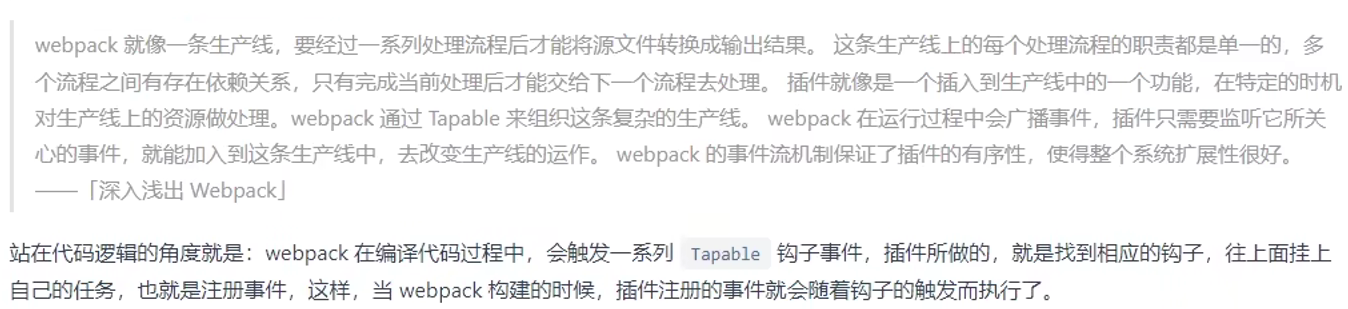 webpack 就像一条生产线，要经过一系列处理流程后才能将源文件转换成输出结果。 这条生产线上的每个处理流程的职责都是单一的，多
个流程之间有存在依赖关系，只有完成当前处理后才能交给下一个流程去处理。 插件就像是一个插入到生产线中的一个功能，在特定的时机
对生产线上的资源做处理。webpack 通过 Tapable 来组织这条复杂的生产线。 webpack 在运行过程中会广播事件，插件只需要监听它所关
心的事件，就能加入到这条生产线中，去改变生产线的运作。 webpack 的事件流机制保证了插件的有序性，使得整个系统扩展性很好。
——「深入浅出 Webpack」
站在代码逻辑的角度就是：webpack 在编译代码过程中，会触发一系列 Tapable 钩子事件，插件所做的，就是找到相应的钩子，往上面挂上
自己的任务，也就是注册事件，这样，当 webpack 构建的时候，插件注册的事件就会随着钩子的触发而执行了。